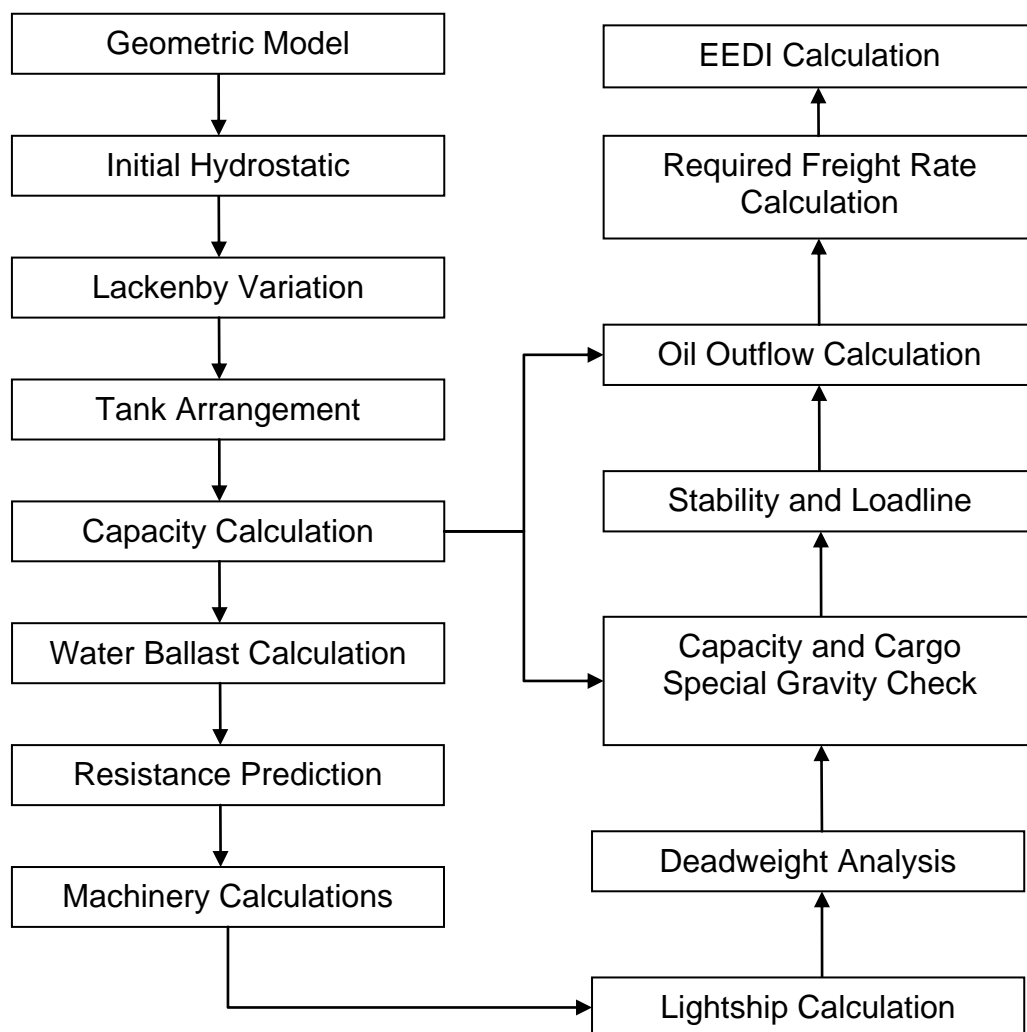 Geometric Model
Initial Hydrostatic
Lackenby Variation
Tank Arrangement
Capacity Calculation
Water Ballast Calculation
Resistance Prediction
Machinery Calculations
EEDI Calculation
Required Freight Rate
Calculation
Oil Outflow Calculation
Stability and Loadline
Capacity and Cargo
Special Gravity Check
Deadweight Analysis
Lightship Calculation